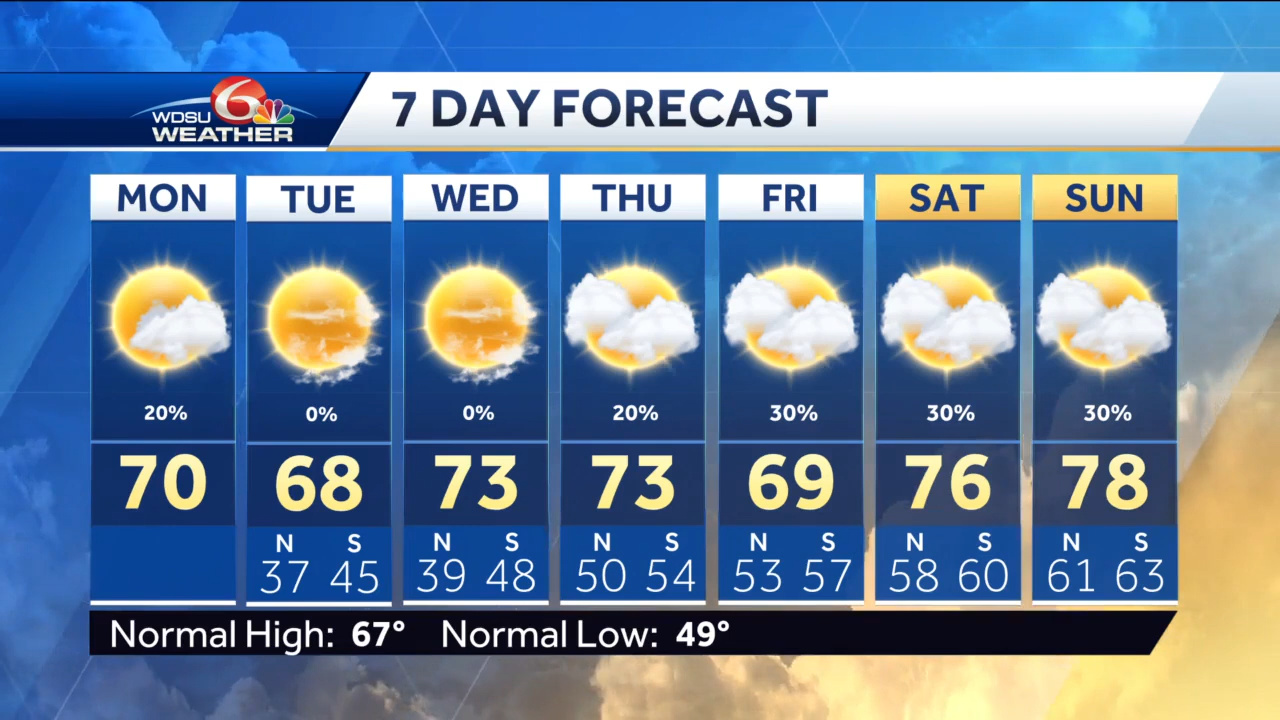 WDSU 6
WEATHER
7 DAY FORECAST
MON TUE WED THU FRI SAT SUN
20% 0% 0% 20% 30% 30% 30%
70 68 73 73 69 76 78
N S N S N S N S N S N S
37 45 39 48 50 54 53 57 58 60 61 63
Normal High: 67° Normal Low: 49°